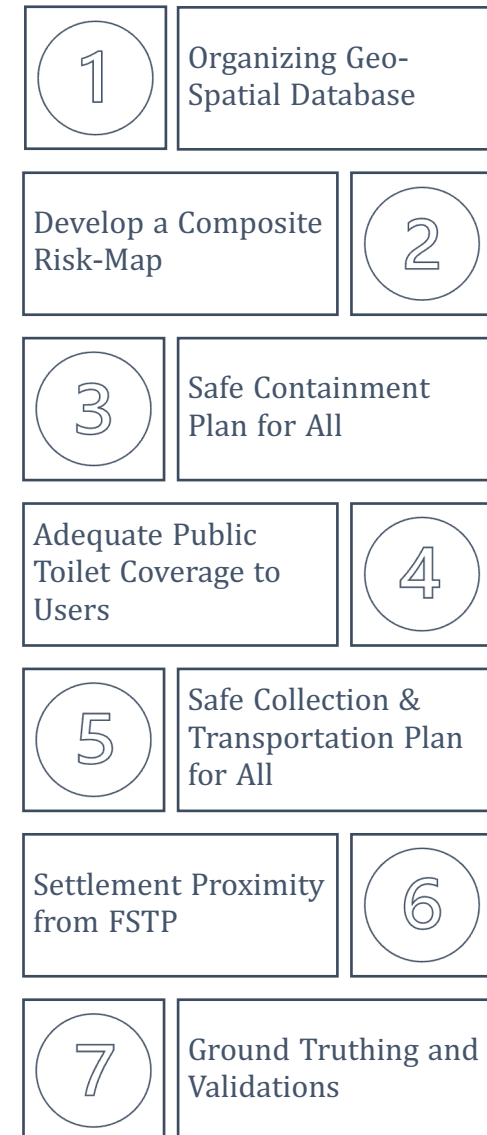 1
Organizing Geo-
Spatial Database
Develop a Composite
Risk-Map
2
3
Safe Containment
Plan for All
Adequate Public
Toilet Coverage to
Users
4
5
Safe Collection &
Transportation Plan
for All
Settlement Proximity
from FSTP
6
7
Ground Truthing and
Validations